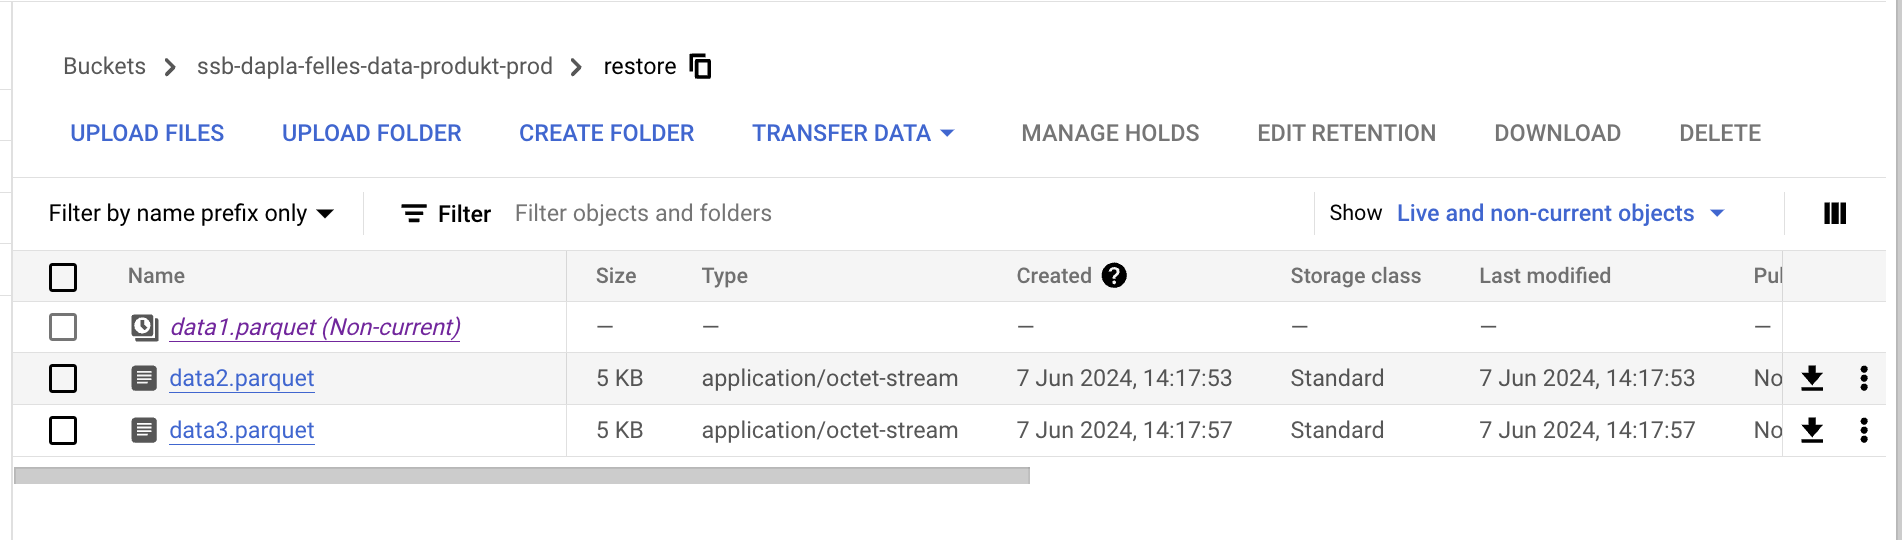 Buckets > ssb-dapla-felles-data-produkt-prod > restore
UPLOAD FILES UPLOAD FOLDER CREATE FOLDER TRANSFER DATA MANAGE HOLDS EDIT RETENTION DOWNLOAD DELETE
Filter by name prefix only Filter Filter objects and folders Show Live and non-current objects
Name Size Type Created ? Storage class Last modified
data1.parquet (Non-current) — — — — — —
data2.parquet 5 KB application/octet-stream 7 Jun 2024, 14:17:53 Standard 7 Jun 2024, 14:17:53 No
data3.parquet 5 KB application/octet-stream 7 Jun 2024, 14:17:57 Standard 7 Jun 2024, 14:17:57 No